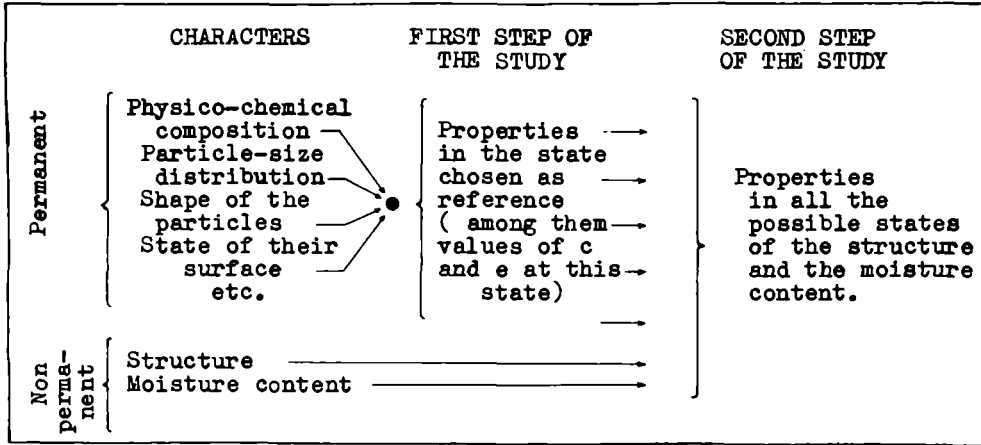 CHARACTERS
FIRST STEP OF
THE STUDY
SECOND STEP
OF THE STUDY
Permanent
Physico-chemical
composition
Particle-size
distribution
Shape of the
particles
State of their
surface
etc.
Properties
in the state
chosen as
reference
( among them
values of c
and e at this
state)
Properties
in all the
possible states
of the structure
and the moisture
content.
Non
perma-
nent
Structure
Moisture content